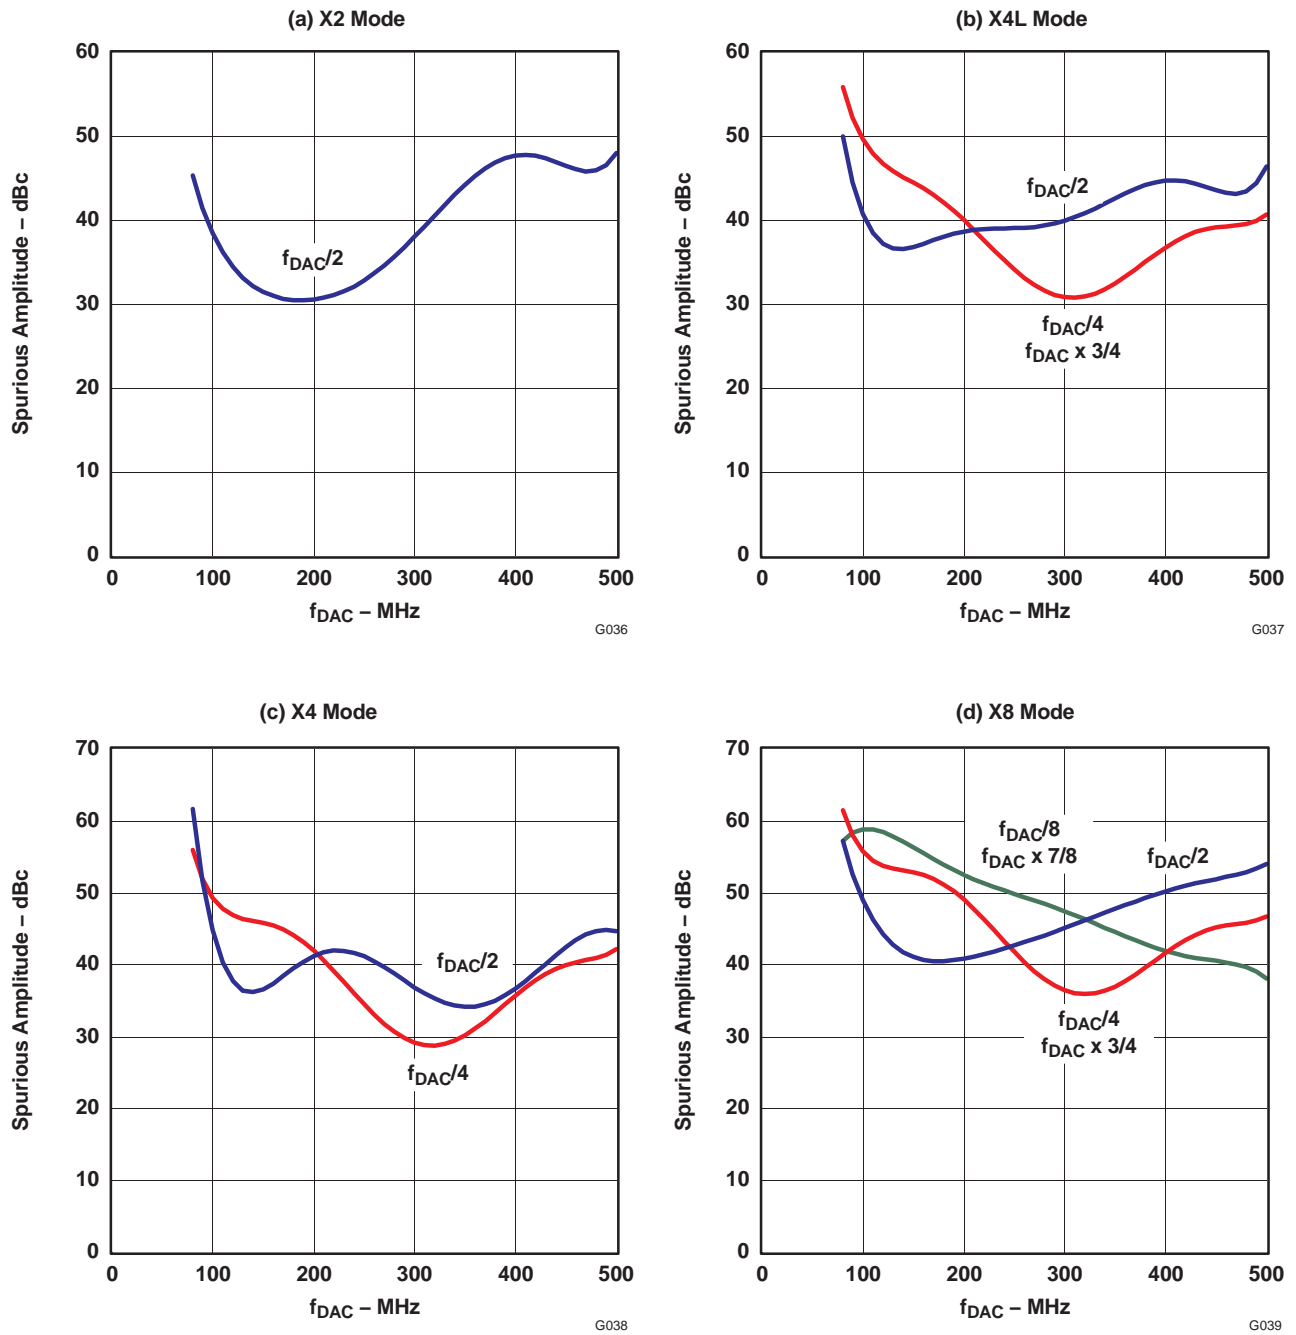 (a) X2 Mode
60
50
40
30
20
10
0
0 100 200 300 400 500
Spurious Amplitude – dBc
fDAC – MHz
fDAC/2
G036
(b) X4L Mode
60
50
40
30
20
10
0
0 100 200 300 400 500
Spurious Amplitude – dBc
fDAC – MHz
fDAC/2
fDAC/4
fDAC x 3/4
G037
(c) X4 Mode
70
60
50
40
30
20
10
0
0 100 200 300 400 500
Spurious Amplitude – dBc
fDAC – MHz
fDAC/2
fDAC/4
G038
(d) X8 Mode
70
60
50
40
30
20
10
0
0 100 200 300 400 500
Spurious Amplitude – dBc
fDAC – MHz
fDAC/8
fDAC x 7/8
fDAC/2
fDAC/4
fDAC x 3/4
G039